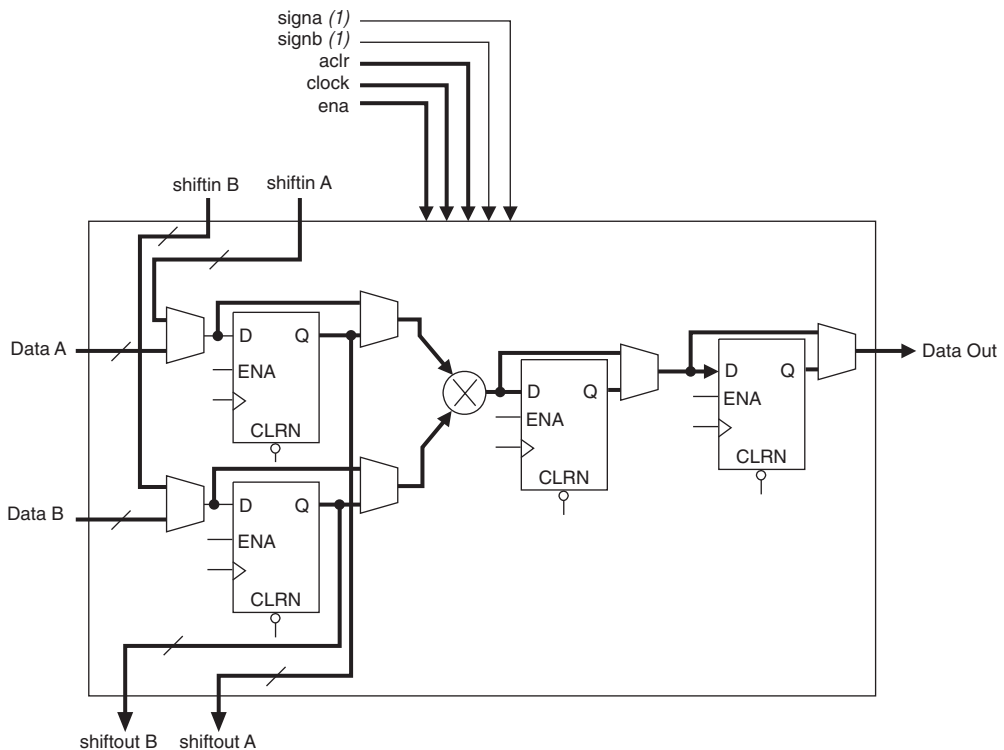 signa (1)
signb (1)
aclr
clock
ena
shiftin B
shiftin A
Data A
D
Q
ENA
CLRN
Data B
D
Q
ENA
CLRN
D
Q
ENA
CLRN
D
Q
ENA
CLRN
Data Out
shiftout B
shiftout A